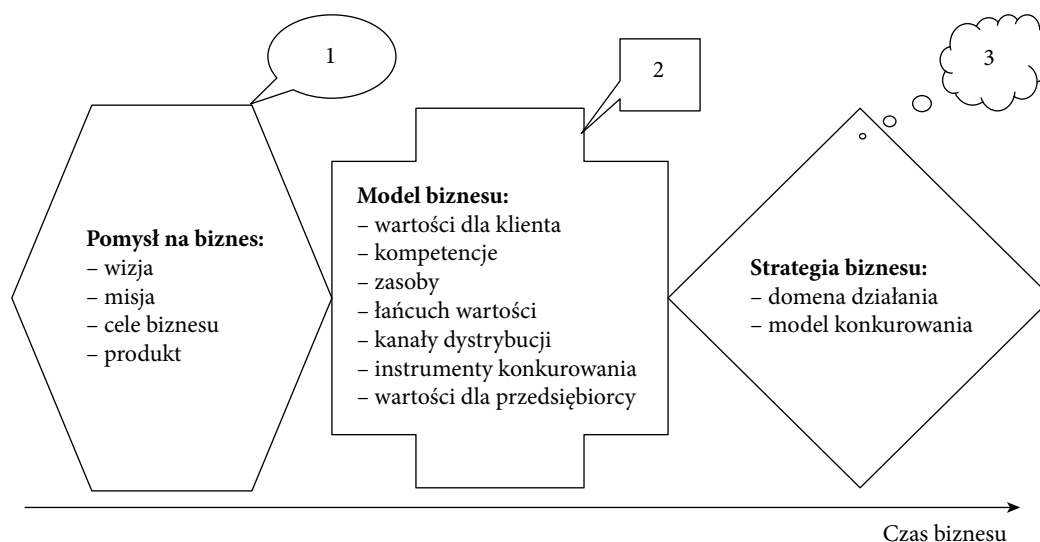 1
2
3
Pomysł na biznes:
– wizja
– misja
– cele biznesu
– produkt
Model biznesu:
– wartości dla klienta
– kompetencje
– zasoby
– łańcuch wartości
– kanały dystrybucji
– instrumenty konkurowania
– wartości dla przedsiębiorcy
Strategia biznesu:
– domena działania
– model konkurowania
Czas biznesu